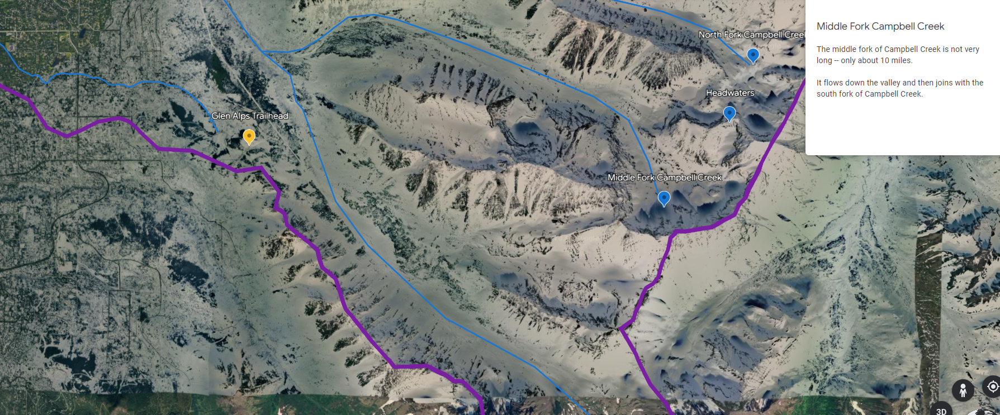 Middle Fork Campbell Creek
The middle fork of Campbell Creek is not very
long -- only about 10 miles.
It flows down the valley and then joins with the
south fork of Campbell Creek.
North Fork Campbell Creek
Headwaters
Glen Alps Trailhead
Middle Fork Campbell Creek
3D